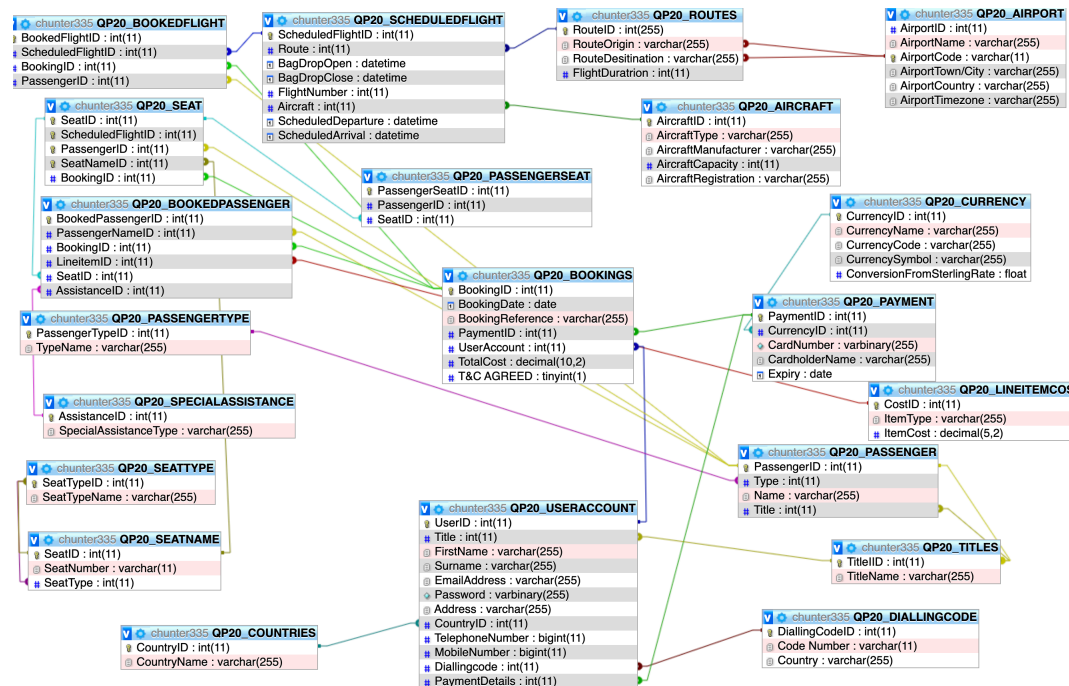 chunter335 QP20_BOOKEDFLIGHT
BookedFlightID : int(11)
ScheduledFlightID : int(11)
BookingID : int(11)
PassengerID : int(11)
chunter335 QP20_SCHEDULEDFLIGHT
ScheduledFlightID : int(11)
Route : int(11)
BagDropOpen : datetime
BagDropClose : datetime
FlightNumber : int(11)
Aircraft : int(11)
ScheduledDeparture : datetime
ScheduledArrival : datetime
chunter335 QP20_ROUTES
RouteID : int(255)
RouteOrigin : varchar(255)
RouteDesitination : varchar(255)
FlightDuratrion : int(11)
chunter335 QP20_AIRPORT
AirportID : int(11)
AirportName : varchar(255)
AirportCode : varchar(11)
AirportTown/City : varchar(255)
AirportCountry : varchar(255)
AirportTimezone : varchar(255)
chunter335 QP20_SEAT
SeatID : int(11)
ScheduledFlightID : int(11)
PassengerID : int(11)
SeatNameID : int(11)
BookingID : int(11)
chunter335 QP20_AIRCRAFT
AircraftID : int(11)
AircraftType : varchar(255)
AircraftManufacturer : varchar(255)
AircraftCapacity : int(11)
AircraftRegistration : varchar(255)
chunter335 QP20_PASSENGERSEAT
PassengerSeatID : int(11)
PassengerID : int(11)
SeatID : int(11)
chunter335 QP20_BOOKEDPASSENGER
BookedPassengerID : int(11)
PassengerNameID : int(11)
BookingID : int(11)
LineitemID : int(11)
SeatID : int(11)
AssistanceID : int(11)
chunter335 QP20_CURRENCY
CurrencyID : int(11)
CurrencyName : varchar(255)
CurrencyCode : varchar(255)
CurrencySymbol : varchar(255)
ConversionFromSterlingRate : float
chunter335 QP20_BOOKINGS
BookingID : int(11)
BookingDate : date
BookingReference : varchar(255)
PaymentID : int(11)
UserAccount : int(11)
TotalCost : decimal(10,2)
T&C AGREED : tinyint(1)
chunter335 QP20_PAYMENT
PaymentID : int(11)
CurrencyID : int(11)
CardNumber : varbinary(255)
CardholderName : varchar(255)
Expiry : date
chunter335 QP20_PASSENGERTYPE
PassengerTypeID : int(11)
TypeName : varchar(255)
chunter335 QP20_LINEITEMCOS
CostID : int(11)
ItemType : varchar(255)
ItemCost : decimal(5,2)
chunter335 QP20_SPECIALASSISTANCE
AssistanceID : int(11)
SpecialAssistanceType : varchar(255)
chunter335 QP20_PASSENGER
PassengerID : int(11)
Type : int(11)
Name : varchar(255)
Title : int(11)
chunter335 QP20_SEATTYPE
SeatTypeID : int(11)
SeatTypeName : varchar(255)
chunter335 QP20_USERACCOUNT
UserID : int(11)
Title : int(11)
FirstName : varchar(255)
Surname : varchar(255)
EmailAddress : varchar(255)
Password : varbinary(255)
Address : varchar(255)
CountryID : int(11)
TelephoneNumber : bigint(11)
MobileNumber : bigint(11)
Diallingcode : int(11)
PaymentDetails : int(11)
chunter335 QP20_SEATNAME
SeatID : int(11)
SeatNumber : varchar(11)
SeatType : int(11)
chunter335 QP20_TITLES
TitleIID : int(11)
TitleName : varchar(255)
chunter335 QP20_COUNTRIES
CountryID : int(11)
CountryName : varchar(255)
chunter335 QP20_DIALLINGCODE
DiallingCodeID : int(11)
Code Number : varchar(11)
Country : varchar(255)